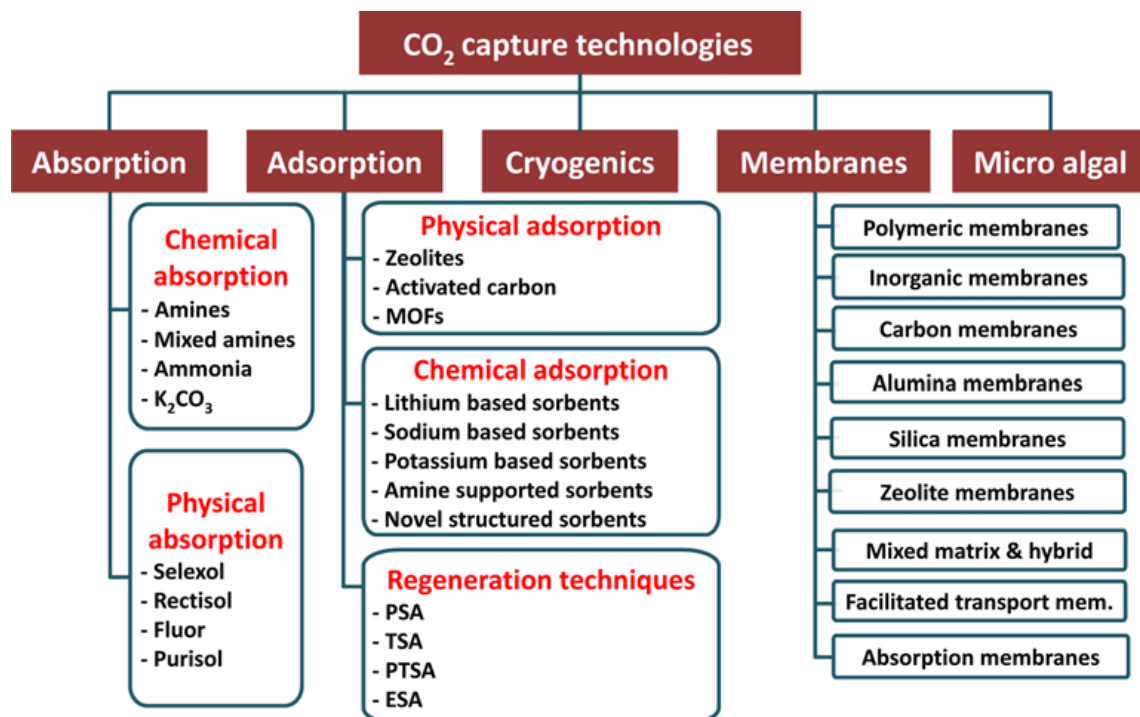 CO₂ capture technologies
Absorption
Adsorption
Cryogenics
Membranes
Micro algal
Chemical
absorption
- Amines
- Mixed amines
- Ammonia
- K₂CO₃
Physical
absorption
- Selexol
- Rectisol
- Fluor
- Purisol
Physical adsorption
- Zeolites
- Activated carbon
- MOFs
Chemical adsorption
- Lithium based sorbents
- Sodium based sorbents
- Potassium based sorbents
- Amine supported sorbents
- Novel structured sorbents
Regeneration techniques
- PSA
- TSA
- PTSA
- ESA
Polymeric membranes
Inorganic membranes
Carbon membranes
Alumina membranes
Silica membranes
Zeolite membranes
Mixed matrix & hybrid
Facilitated transport mem.
Absorption membranes